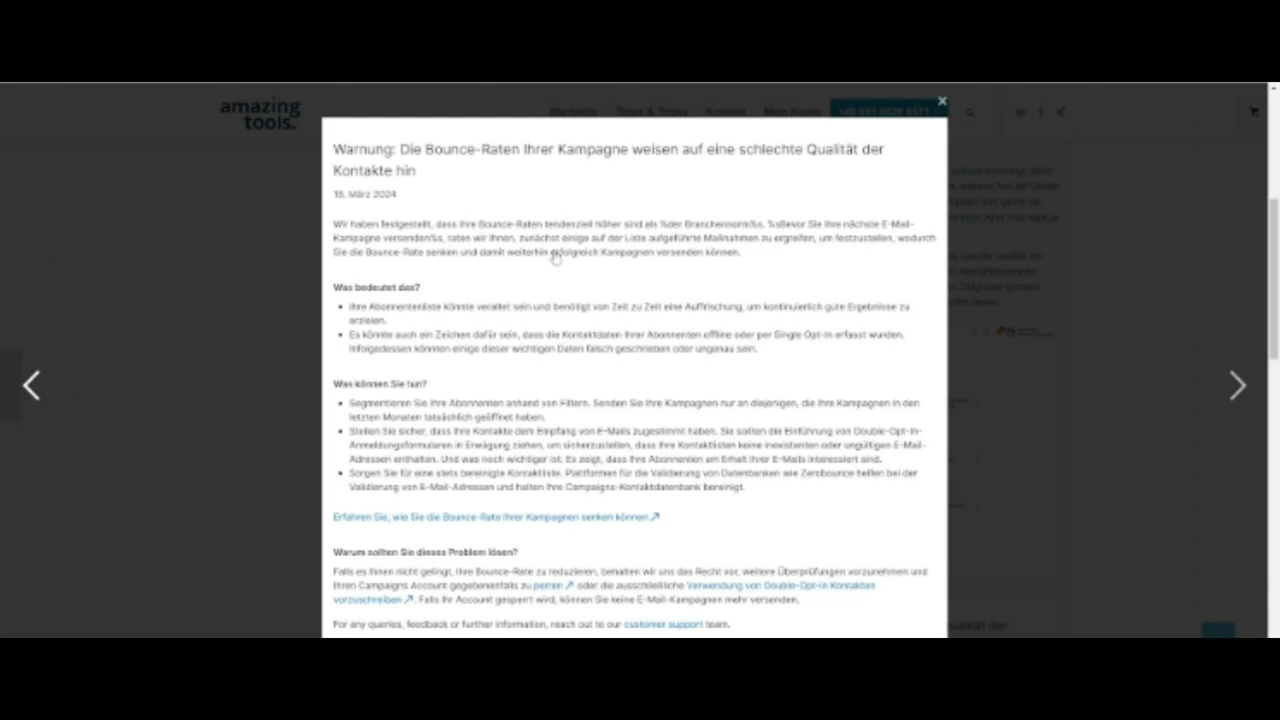 amazing
tools.
Startseite Tipps & Tricks Kontakt Mein Konto +49 931 6628 8171
Warnung: Die Bounce-Raten Ihrer Kampagne weisen auf eine schlechte Qualität der
Kontakte hin
18. März 2024
Wir haben festgestellt, dass Ihre Bounce-Raten tendenziell höher sind als %der Branchennorm%s, %sBevor Sie Ihre nächste E-Mail-
Kampagne versenden%s, raten wir Ihnen, zunächst einige auf der Liste aufgeführte Maßnahmen zu ergreifen, um festzustellen, wodurch
Sie die Bounce-Rate senken und damit weiterhin erfolgreich Kampagnen versenden können.
Was bedeutet das?
• Ihre Abonnentenliste könnte veraltet sein und benötigt von Zeit zu Zeit eine Auffrischung, um kontinuierlich gute Ergebnisse zu
erzielen.
• Es könnte auch ein Zeichen dafür sein, dass die Kontaktdaten Ihrer Abonnenten offline oder per Single Opt-In erfasst wurden.
Infolgedessen könnten einige dieser wichtigen Daten falsch geschrieben oder ungenau sein.
Was können Sie tun?
• Segmentieren Sie Ihre Abonnenten anhand von Filtern. Senden Sie Ihre Kampagnen nur an diejenigen, die Ihre Kampagnen in den
letzten Monaten tatsächlich geöffnet haben.
• Stellen Sie sicher, dass Ihre Kontakte dem Empfang von E-Mails zugestimmt haben. Sie sollten die Einführung von Double-Opt-In-
Anmeldungsformularen in Erwägung ziehen, um sicherzustellen, dass Ihre Kontaktlisten keine inexistenten oder ungültigen E-Mail-
Adressen enthalten. Und was noch wichtiger ist: Es zeigt, dass Ihre Abonnenten am Erhalt Ihrer E-Mails interessiert sind.
• Sorgen Sie für eine stets bereinigte Kontaktliste. Plattformen für die Validierung von Datenbanken wie Zerobounce helfen bei der
Validierung von E-Mail-Adressen und halten Ihre Campaigns-Kontaktdatenbank bereinigt.
Erfahren Sie, wie Sie die Bounce-Rate Ihrer Kampagnen senken können
Warum sollten Sie dieses Problem lösen?
Falls es Ihnen nicht gelingt, Ihre Bounce-Rate zu reduzieren, behalten wir uns das Recht vor, weitere Überprüfungen vorzunehmen und
Ihren Campaigns Account gegebenenfalls zu perren oder die ausschließliche Verwendung von Double-Opt-in Kontakten
vorzuschreiben. Falls Ihr Account gesperrt wird, können Sie keine E-Mail-Kampagnen mehr versenden.
For any queries, feedback or further information, reach out to our customer support team.